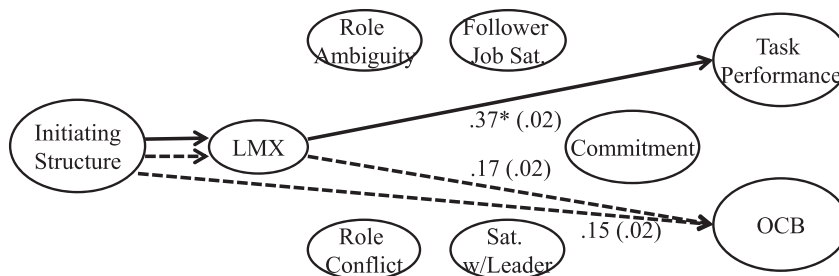 Role
Ambiguity
Follower
Job Sat.
Task
Performance
.37* (.02)
Initiating
Structure
LMX
Commitment
.17 (.02)
.15 (.02)
OCB
Role
Conflict
Sat.
w/Leader